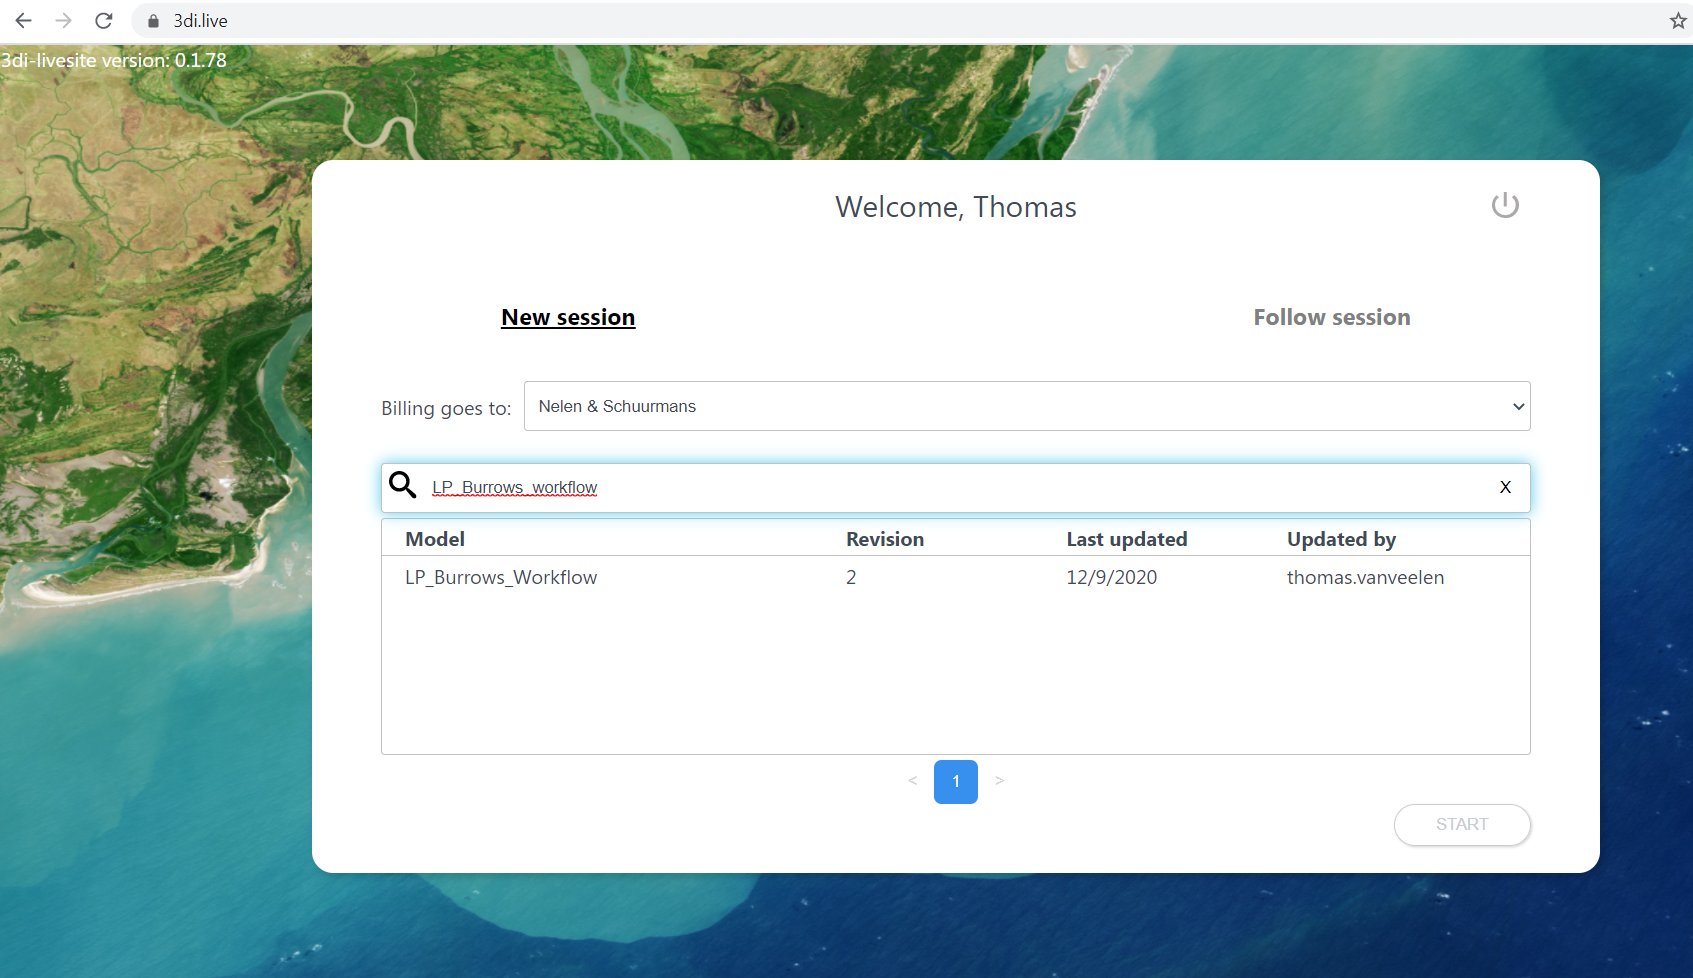 3di.live
3di-livesite version: 0.1.78
Welcome, Thomas
New session Follow session
Billing goes to: Nelen & Schuurmans
LP_Burrows_workflow X
Model Revision Last updated Updated by
LP_Burrows_Workflow 2 12/9/2020 thomas.vanveelen
< 1 >
START